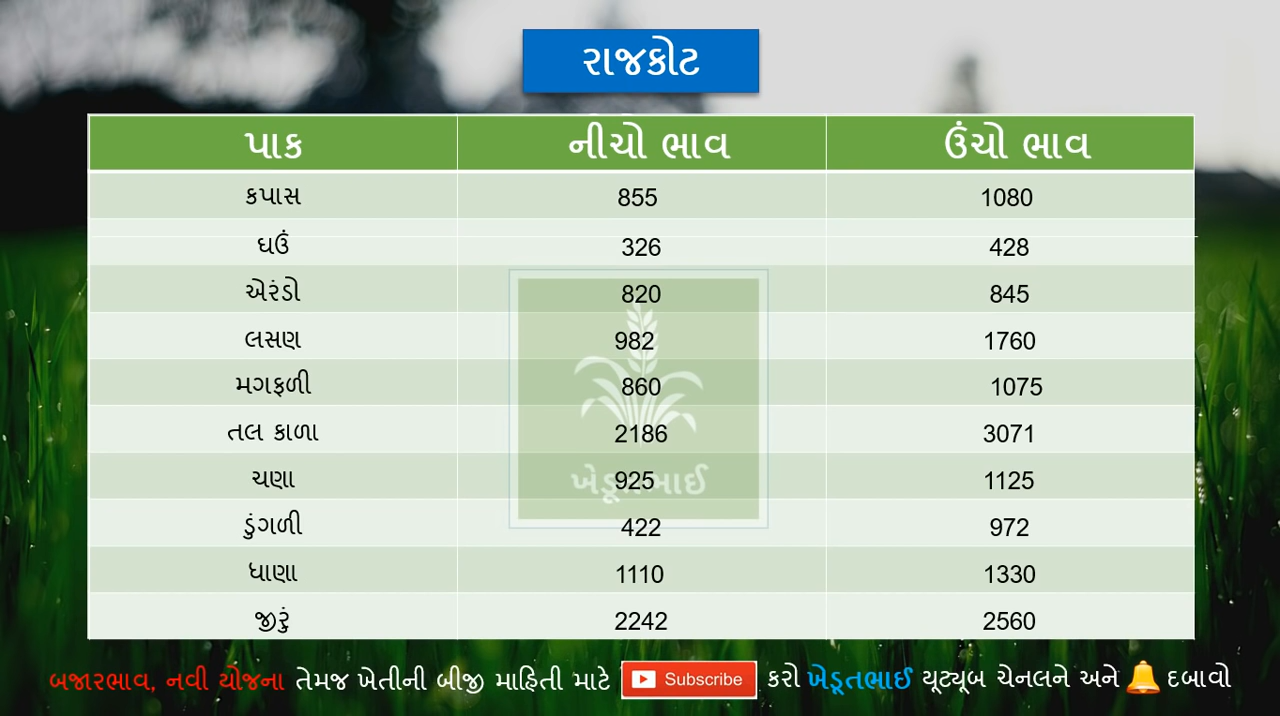 રાજકોટ
પાક નીચો ભાવ ઉંચો ભાવ
કપાસ 855 1080
ઘઉં 326 428
એરંડો 820 845
લસણ 982 1760
મગફળી 860 1075
તલ કાળા 2186 3071
ચણા 925 1125
ખેડૂતભાઈ
ડુંગળી 422 972
ધાણા 1110 1330
જીરું 2242 2560
બજારભાવ, નવી યોજના તેમજ ખેતીની બીજી માહિતી માટે Subscribe કરો ખેડૂતભાઈ યૂટ્યૂબ ચેનલને અને દબાવો